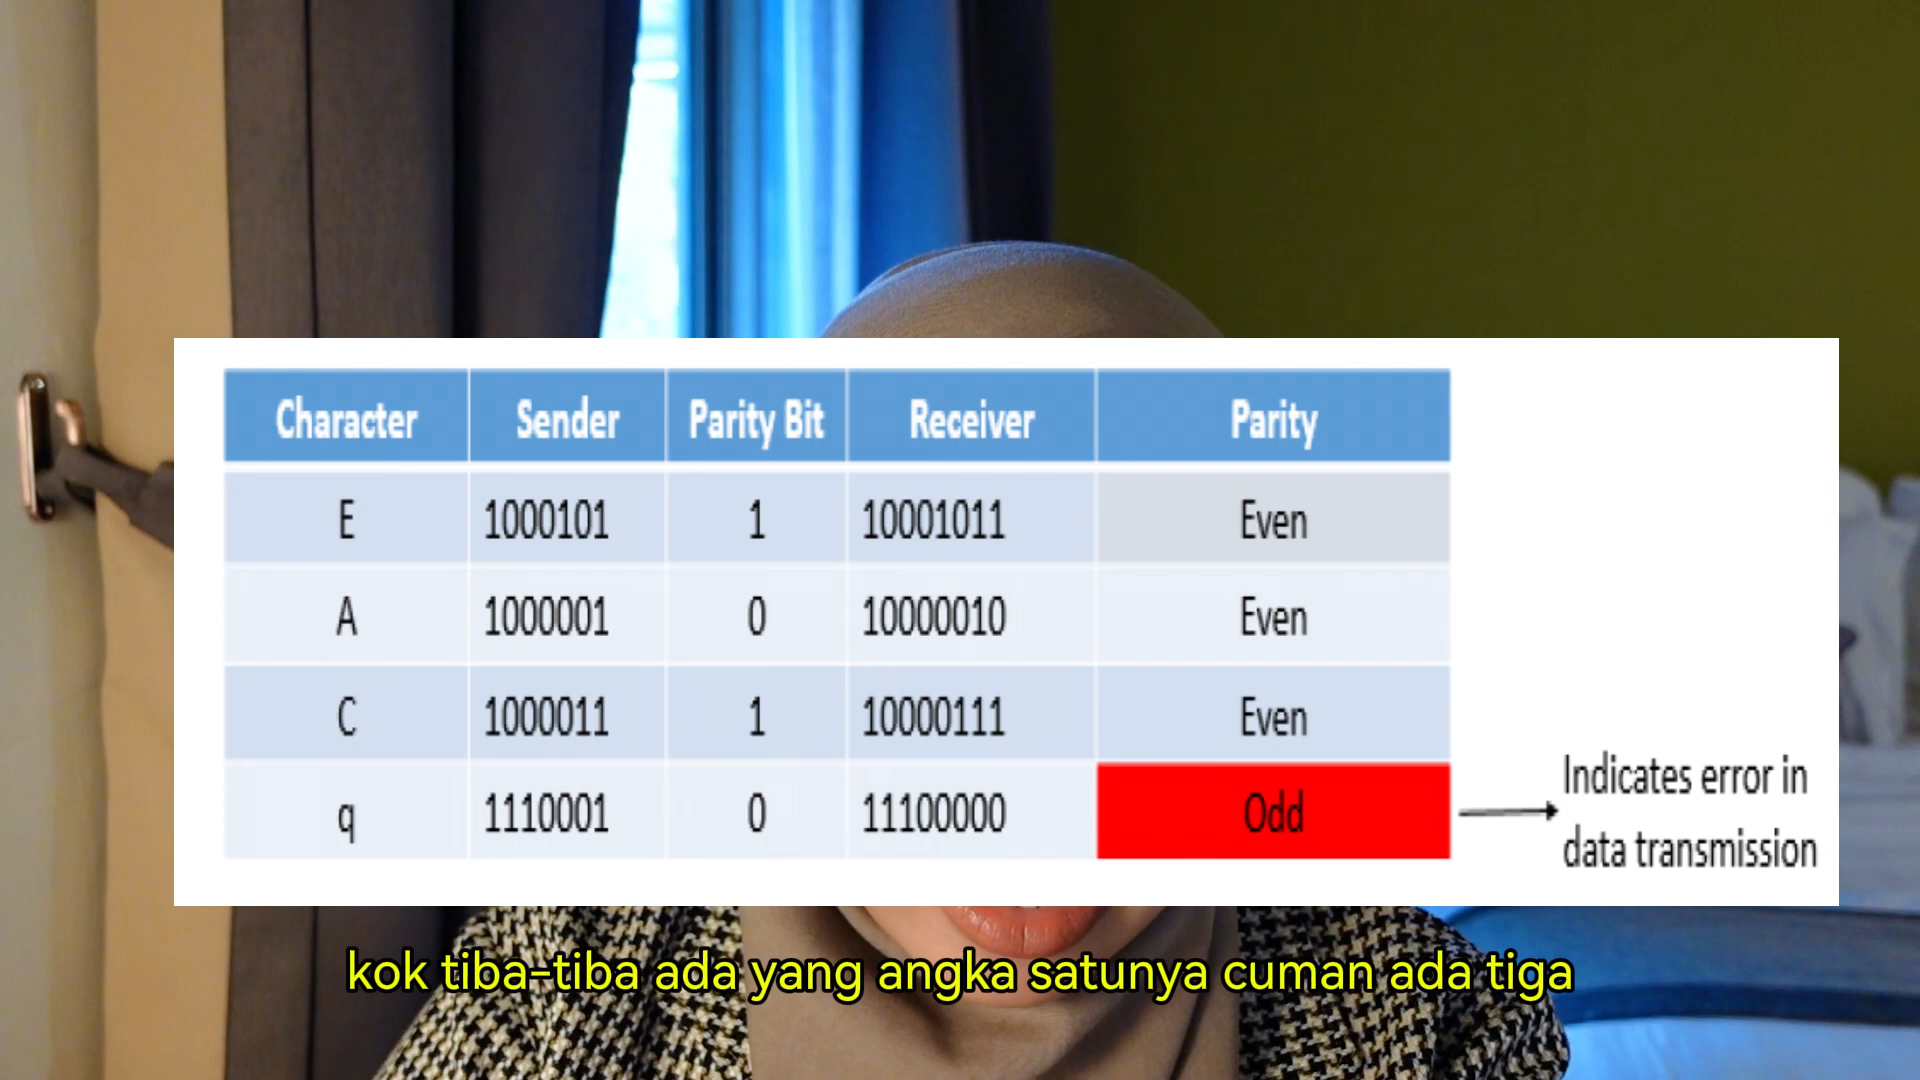 Character Sender Parity Bit Receiver Parity
E 1000101 1 10001011 Even
A 1000001 0 10000010 Even
C 1000011 1 10000111 Even
q 1110001 0 11100000 Odd
Indicates error in
data transmission
kok tiba-tiba ada yang angka satunya cuman ada tiga